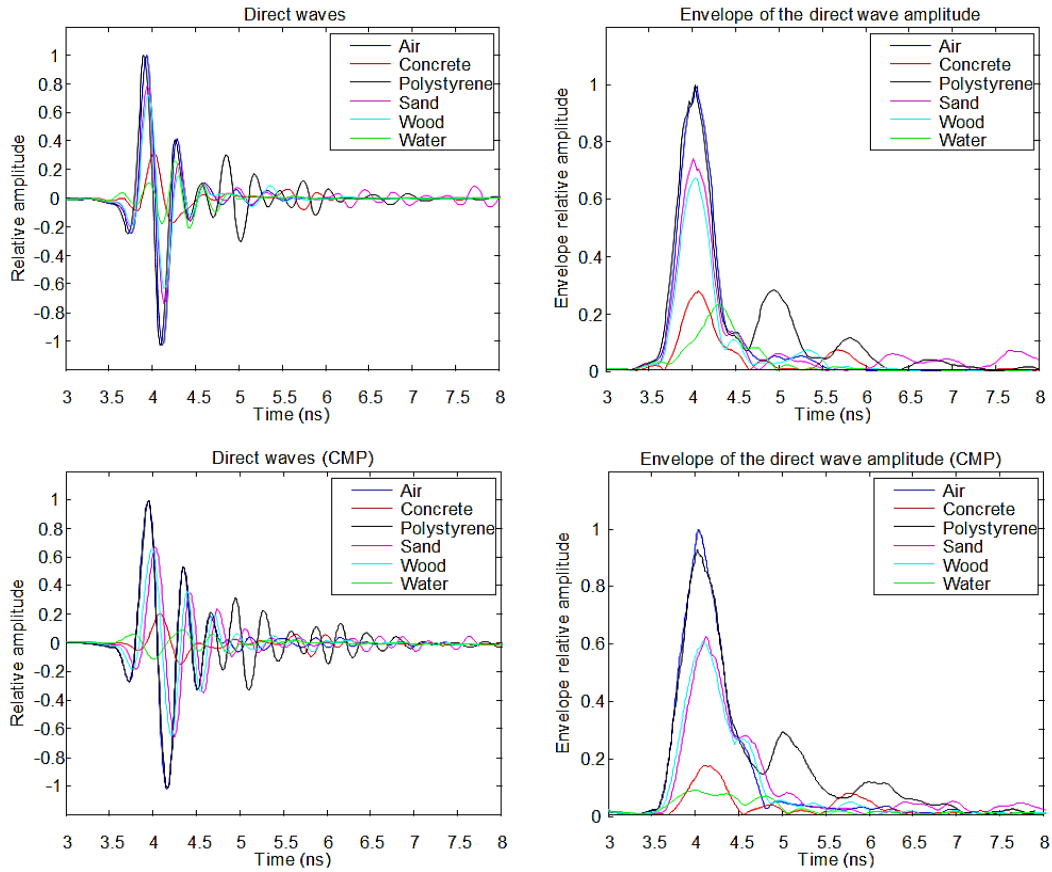 Direct waves
Relative amplitude
1
0.8
0.6
0.4
0.2
0
-0.2
-0.4
-0.6
-0.8
-1
Air
Concrete
Polystyrene
Sand
Wood
Water
3 3.5 4 4.5 5 5.5 6 6.5 7 7.5 8
Time (ns)
Envelope of the direct wave amplitude
Envelope relative amplitude
1
0.8
0.6
0.4
0.2
0
Air
Concrete
Polystyrene
Sand
Wood
Water
3 3.5 4 4.5 5 5.5 6 6.5 7 7.5 8
Time (ns)
Direct waves (CMP)
Relative amplitude
1
0.8
0.6
0.4
0.2
0
-0.2
-0.4
-0.6
-0.8
-1
Air
Concrete
Polystyrene
Sand
Wood
Water
3 3.5 4 4.5 5 5.5 6 6.5 7 7.5 8
Time (ns)
Envelope of the direct wave amplitude (CMP)
Envelope relative amplitude
1
0.8
0.6
0.4
0.2
0
Air
Concrete
Polystyrene
Sand
Wood
Water
3 3.5 4 4.5 5 5.5 6 6.5 7 7.5 8
Time (ns)